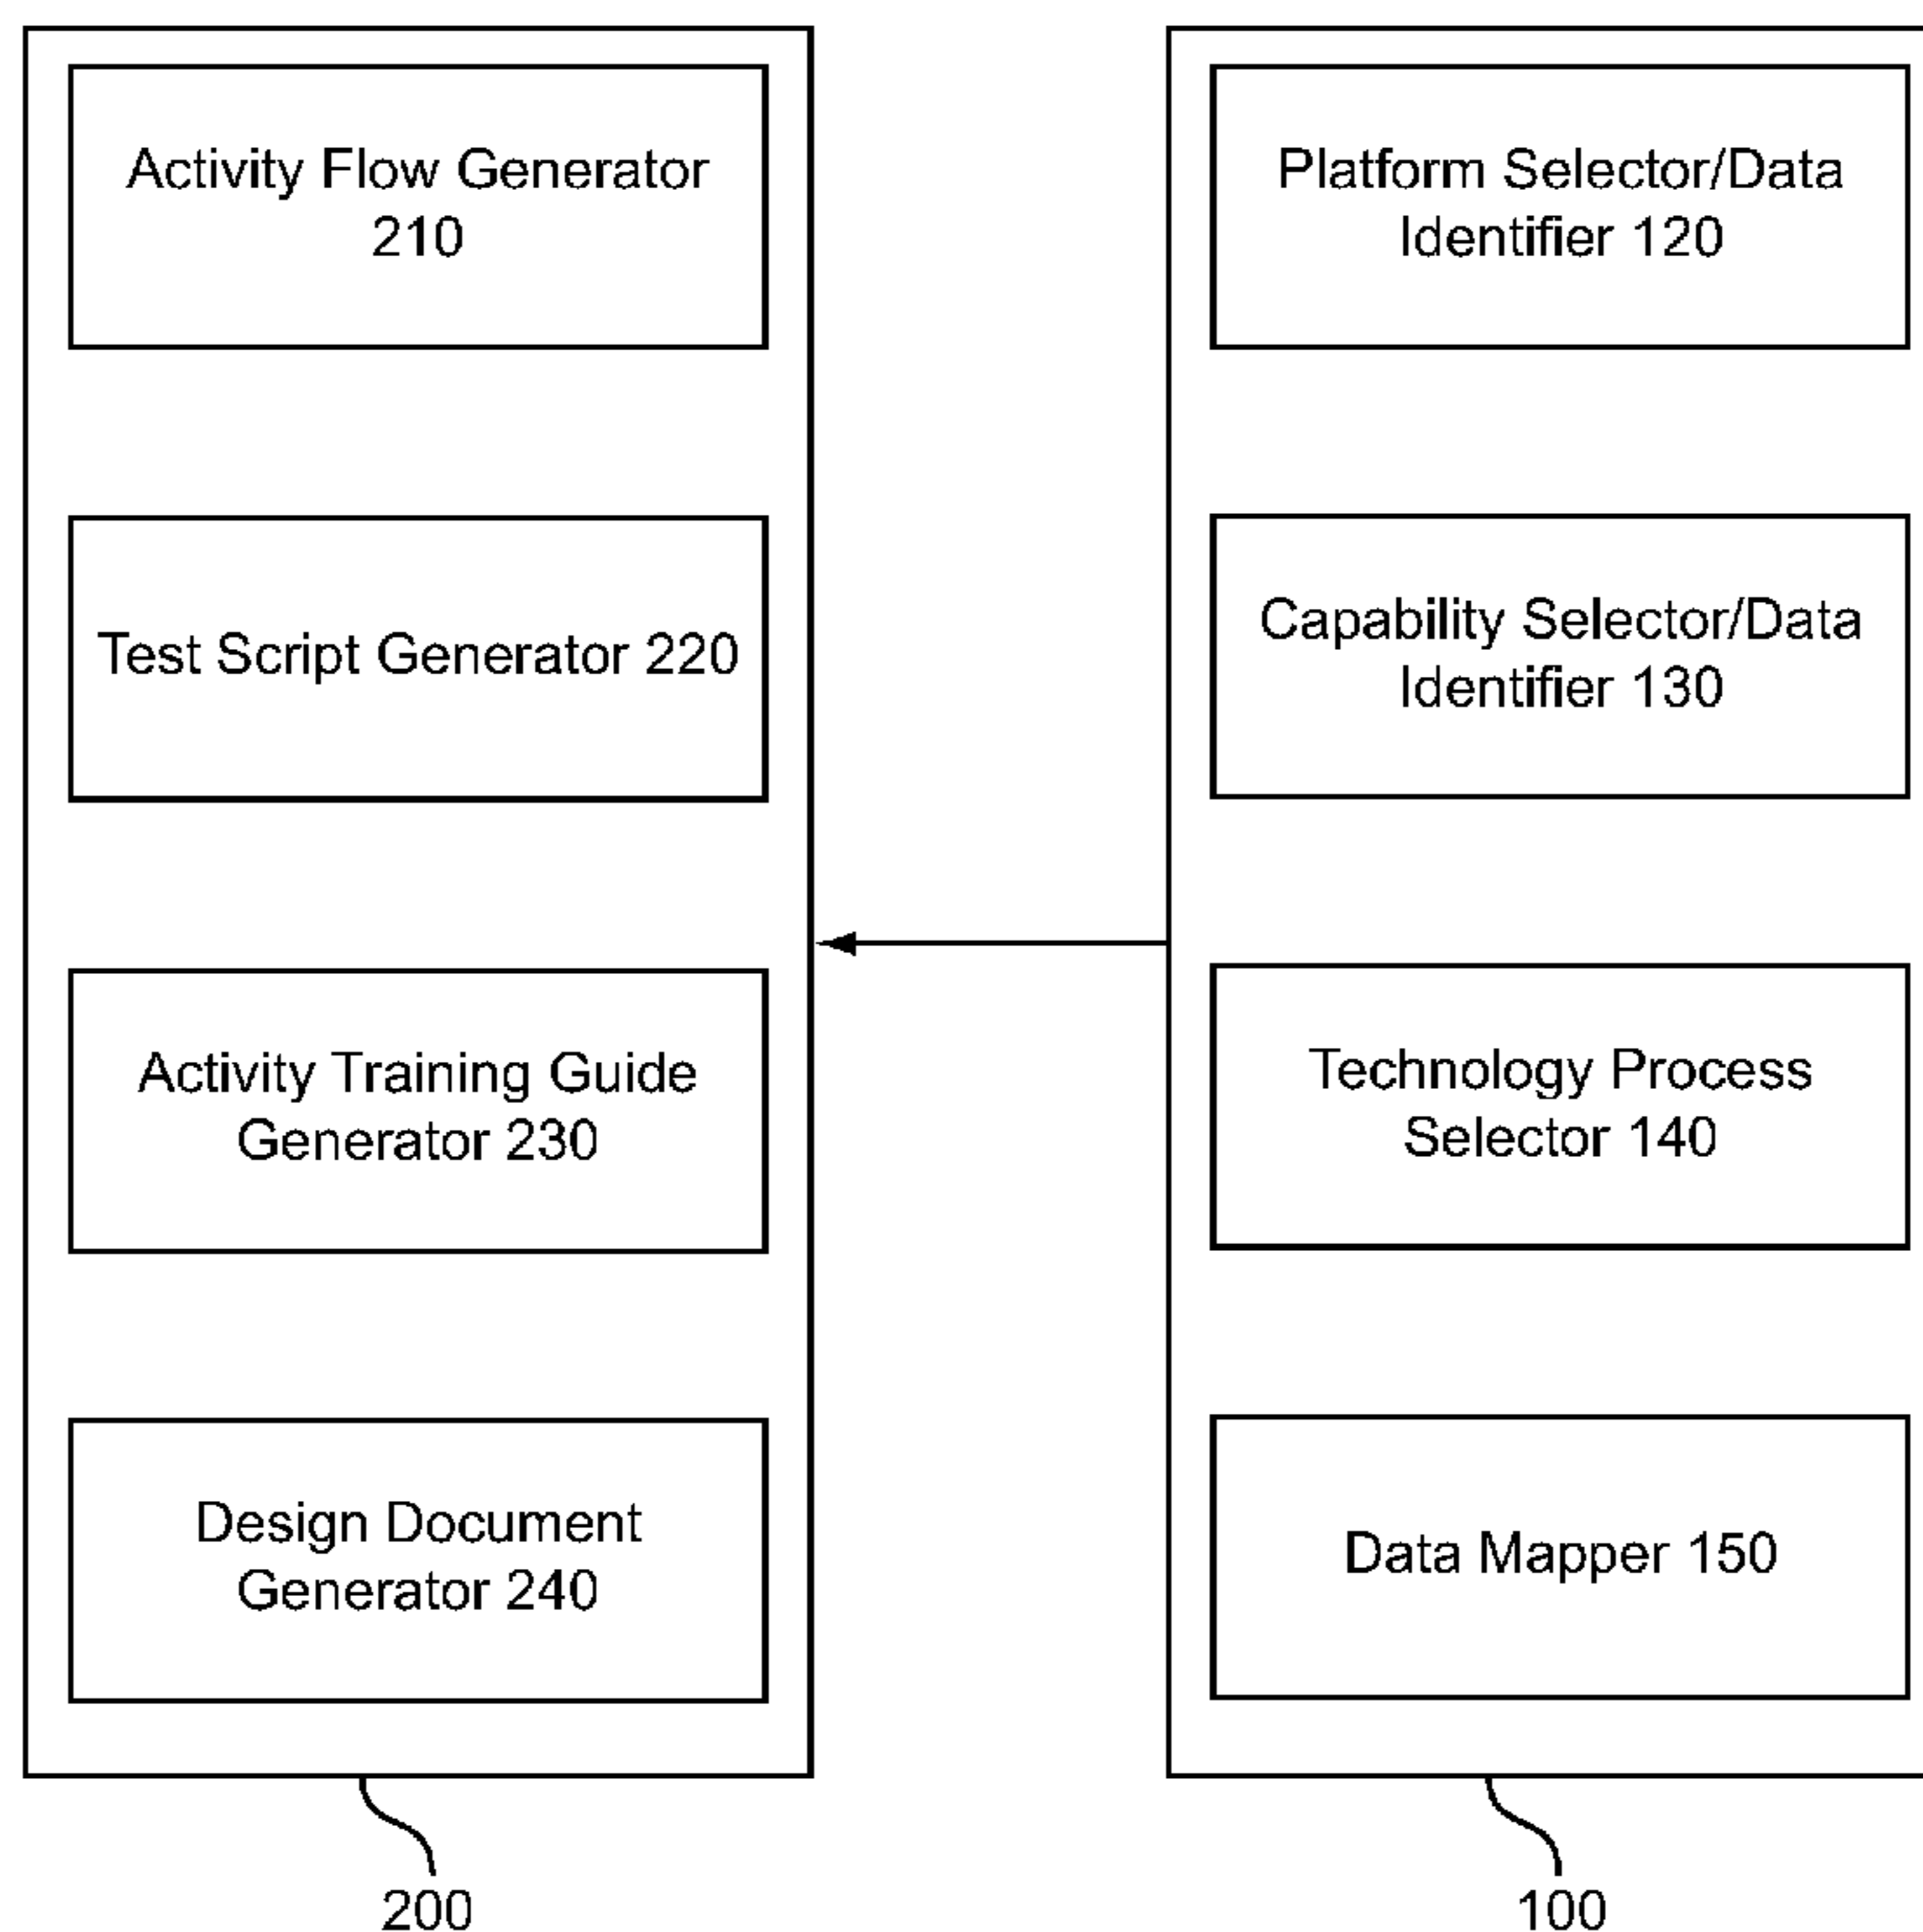 Activity Flow Generator
210
Test Script Generator 220
Activity Training Guide
Generator 230
Design Document
Generator 240
200
Platform Selector/Data
Identifier 120
Capability Selector/Data
Identifier 130
Technology Process
Selector 140
Data Mapper 150
100